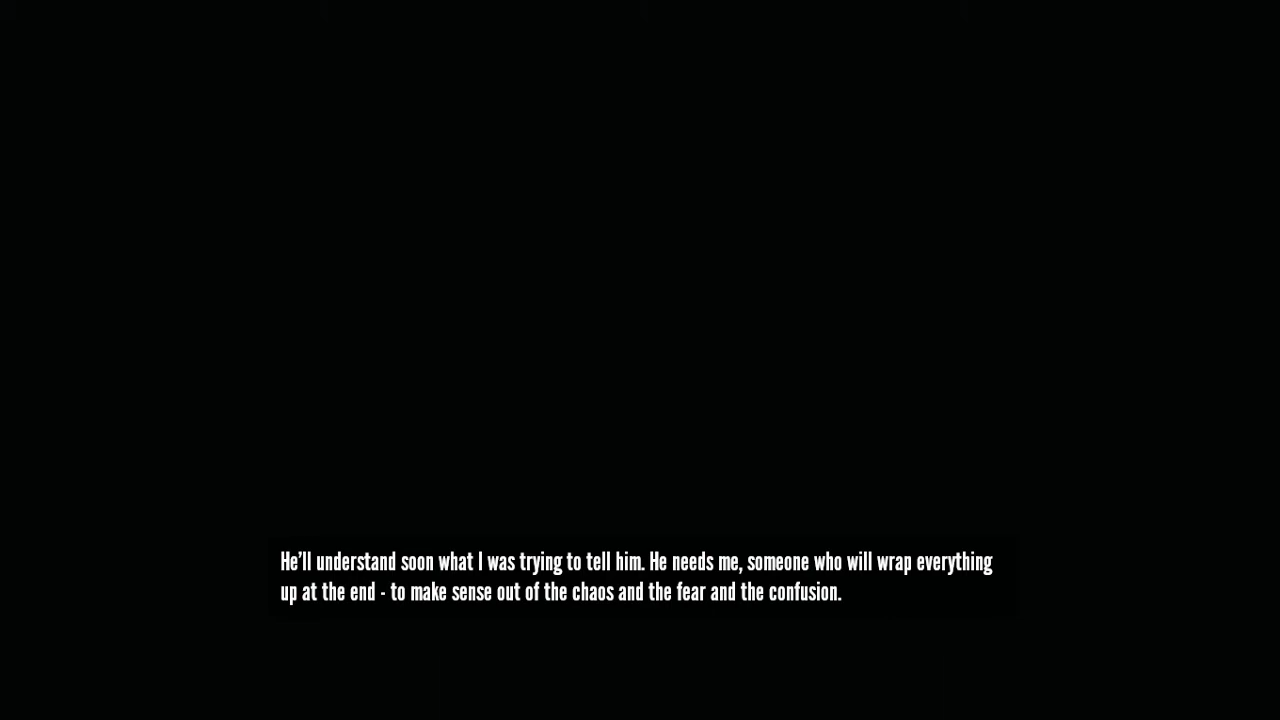 He’ll understand soon what I was trying to tell him. He needs me, someone who will wrap everything
up at the end - to make sense out of the chaos and the fear and the confusion.